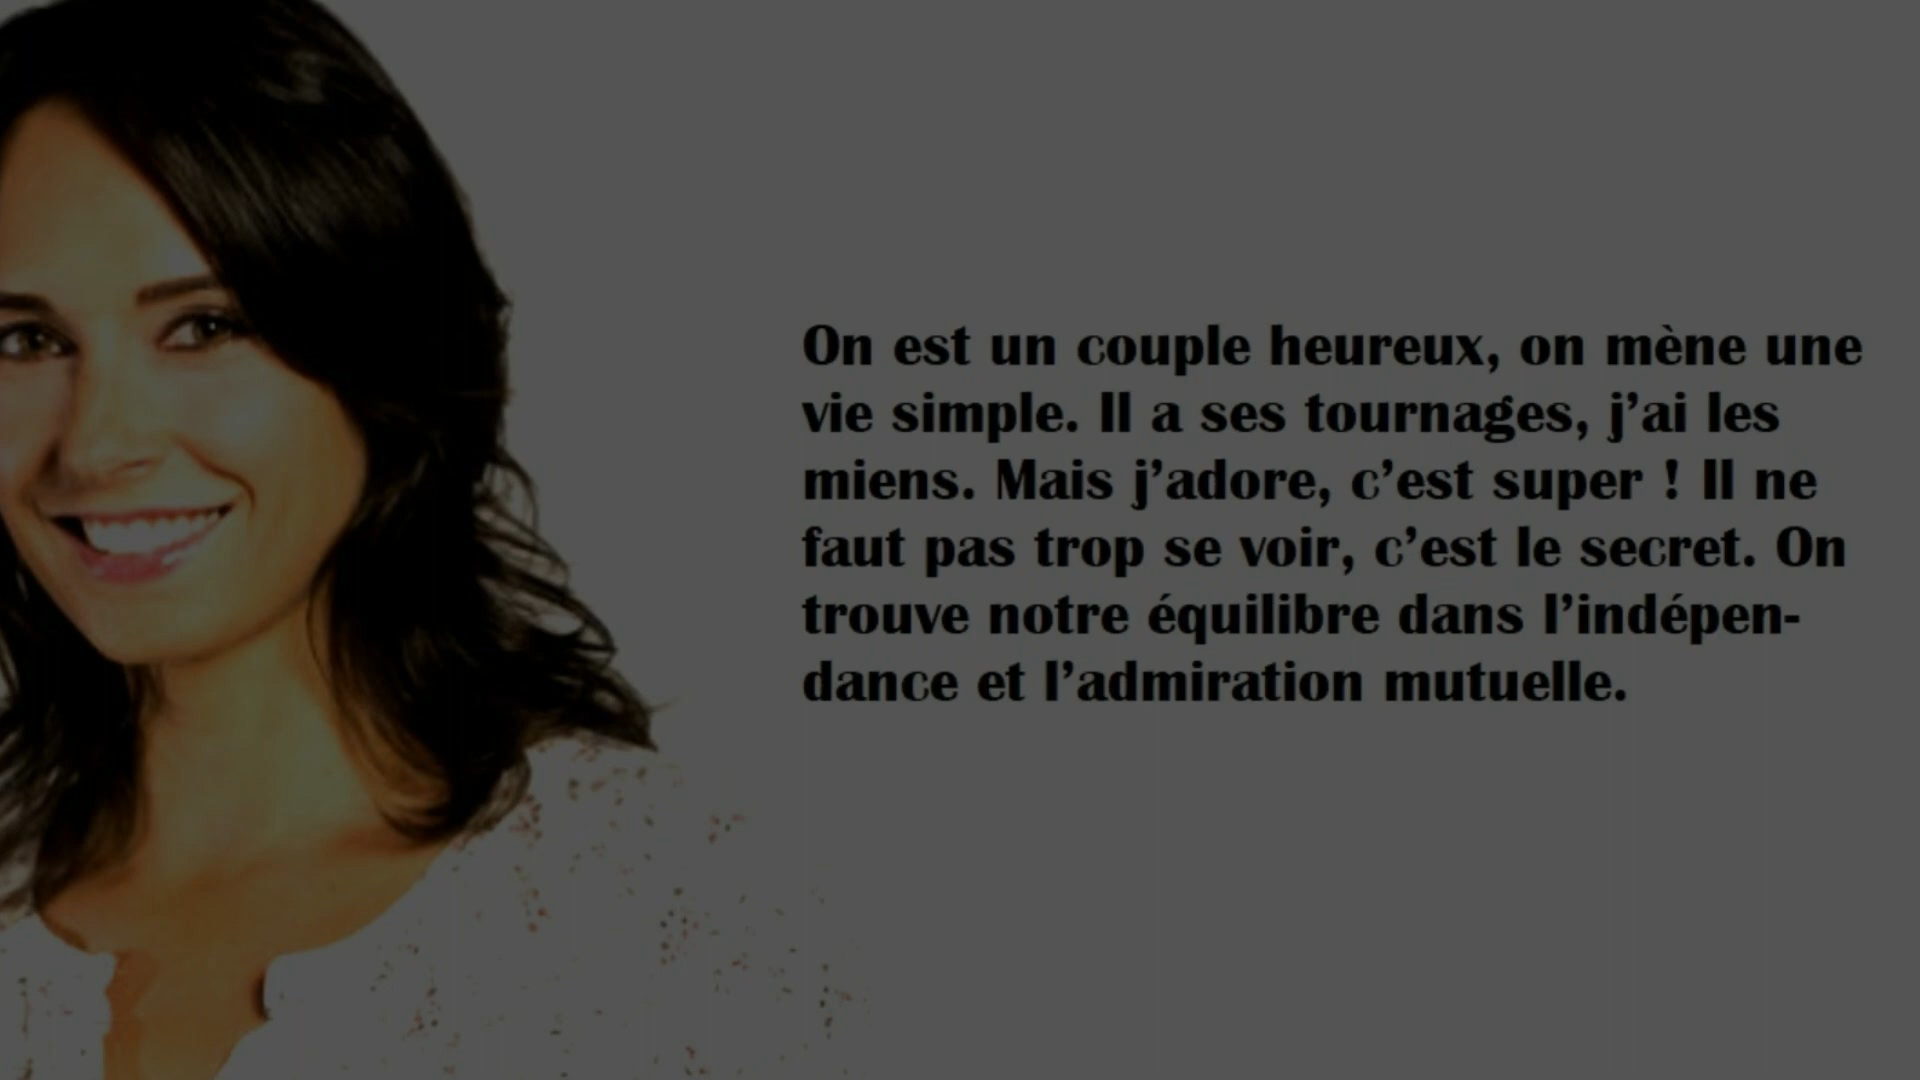 On est un couple heureux, on mène une
vie simple. Il a ses tournages, j’ai les
miens. Mais j’adore, c’est super ! Il ne
faut pas trop se voir, c’est le secret. On
trouve notre équilibre dans l’indépen-
dance et l’admiration mutuelle.